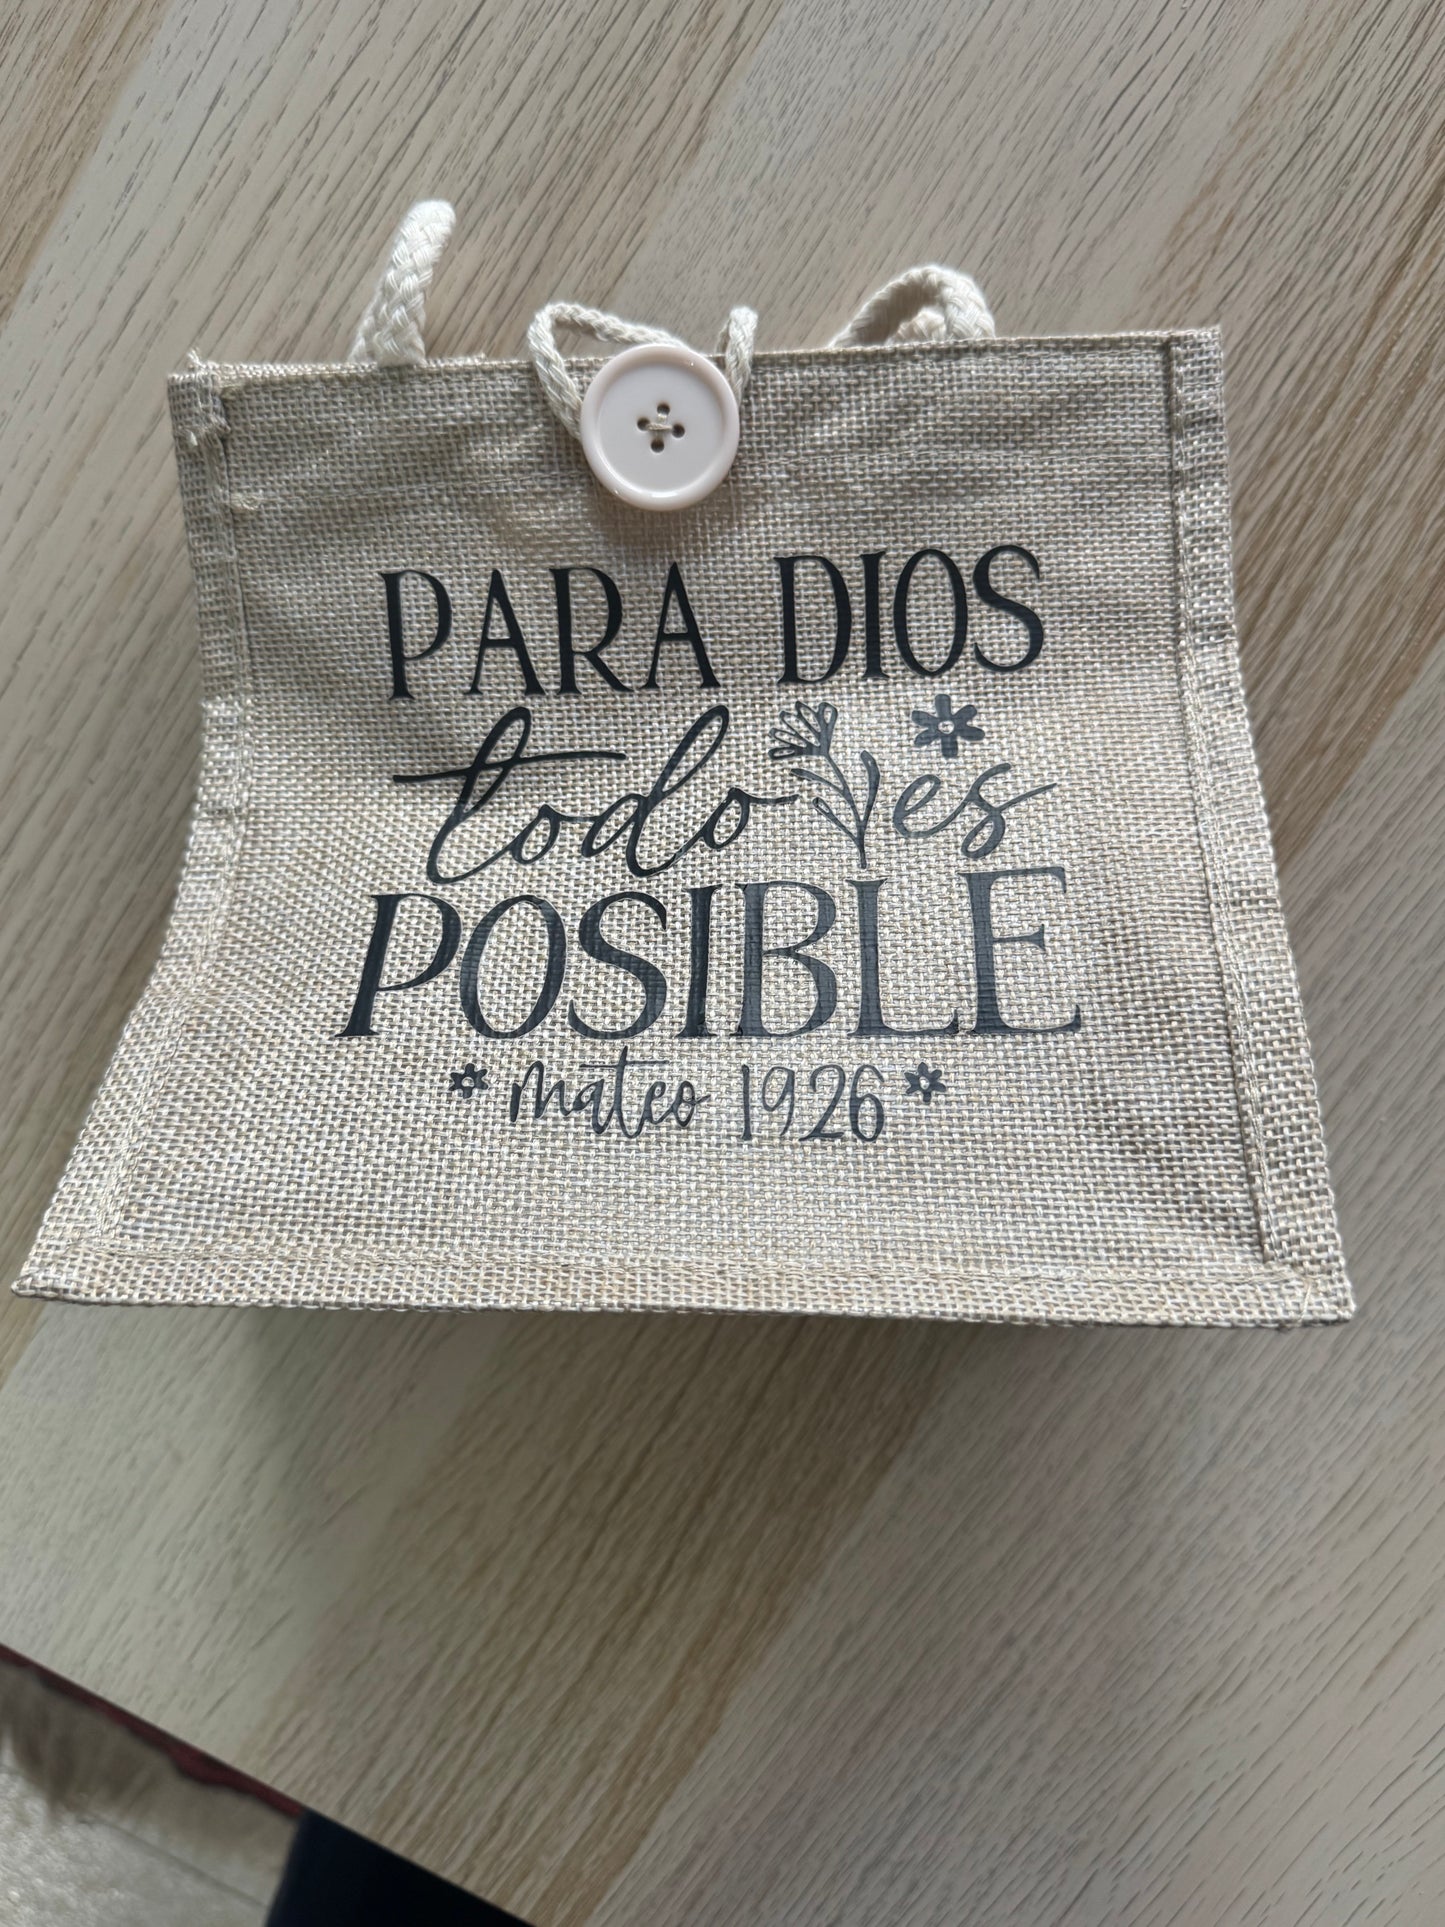 PARA DIOS
todo es
POSIBLE
mateo 1926